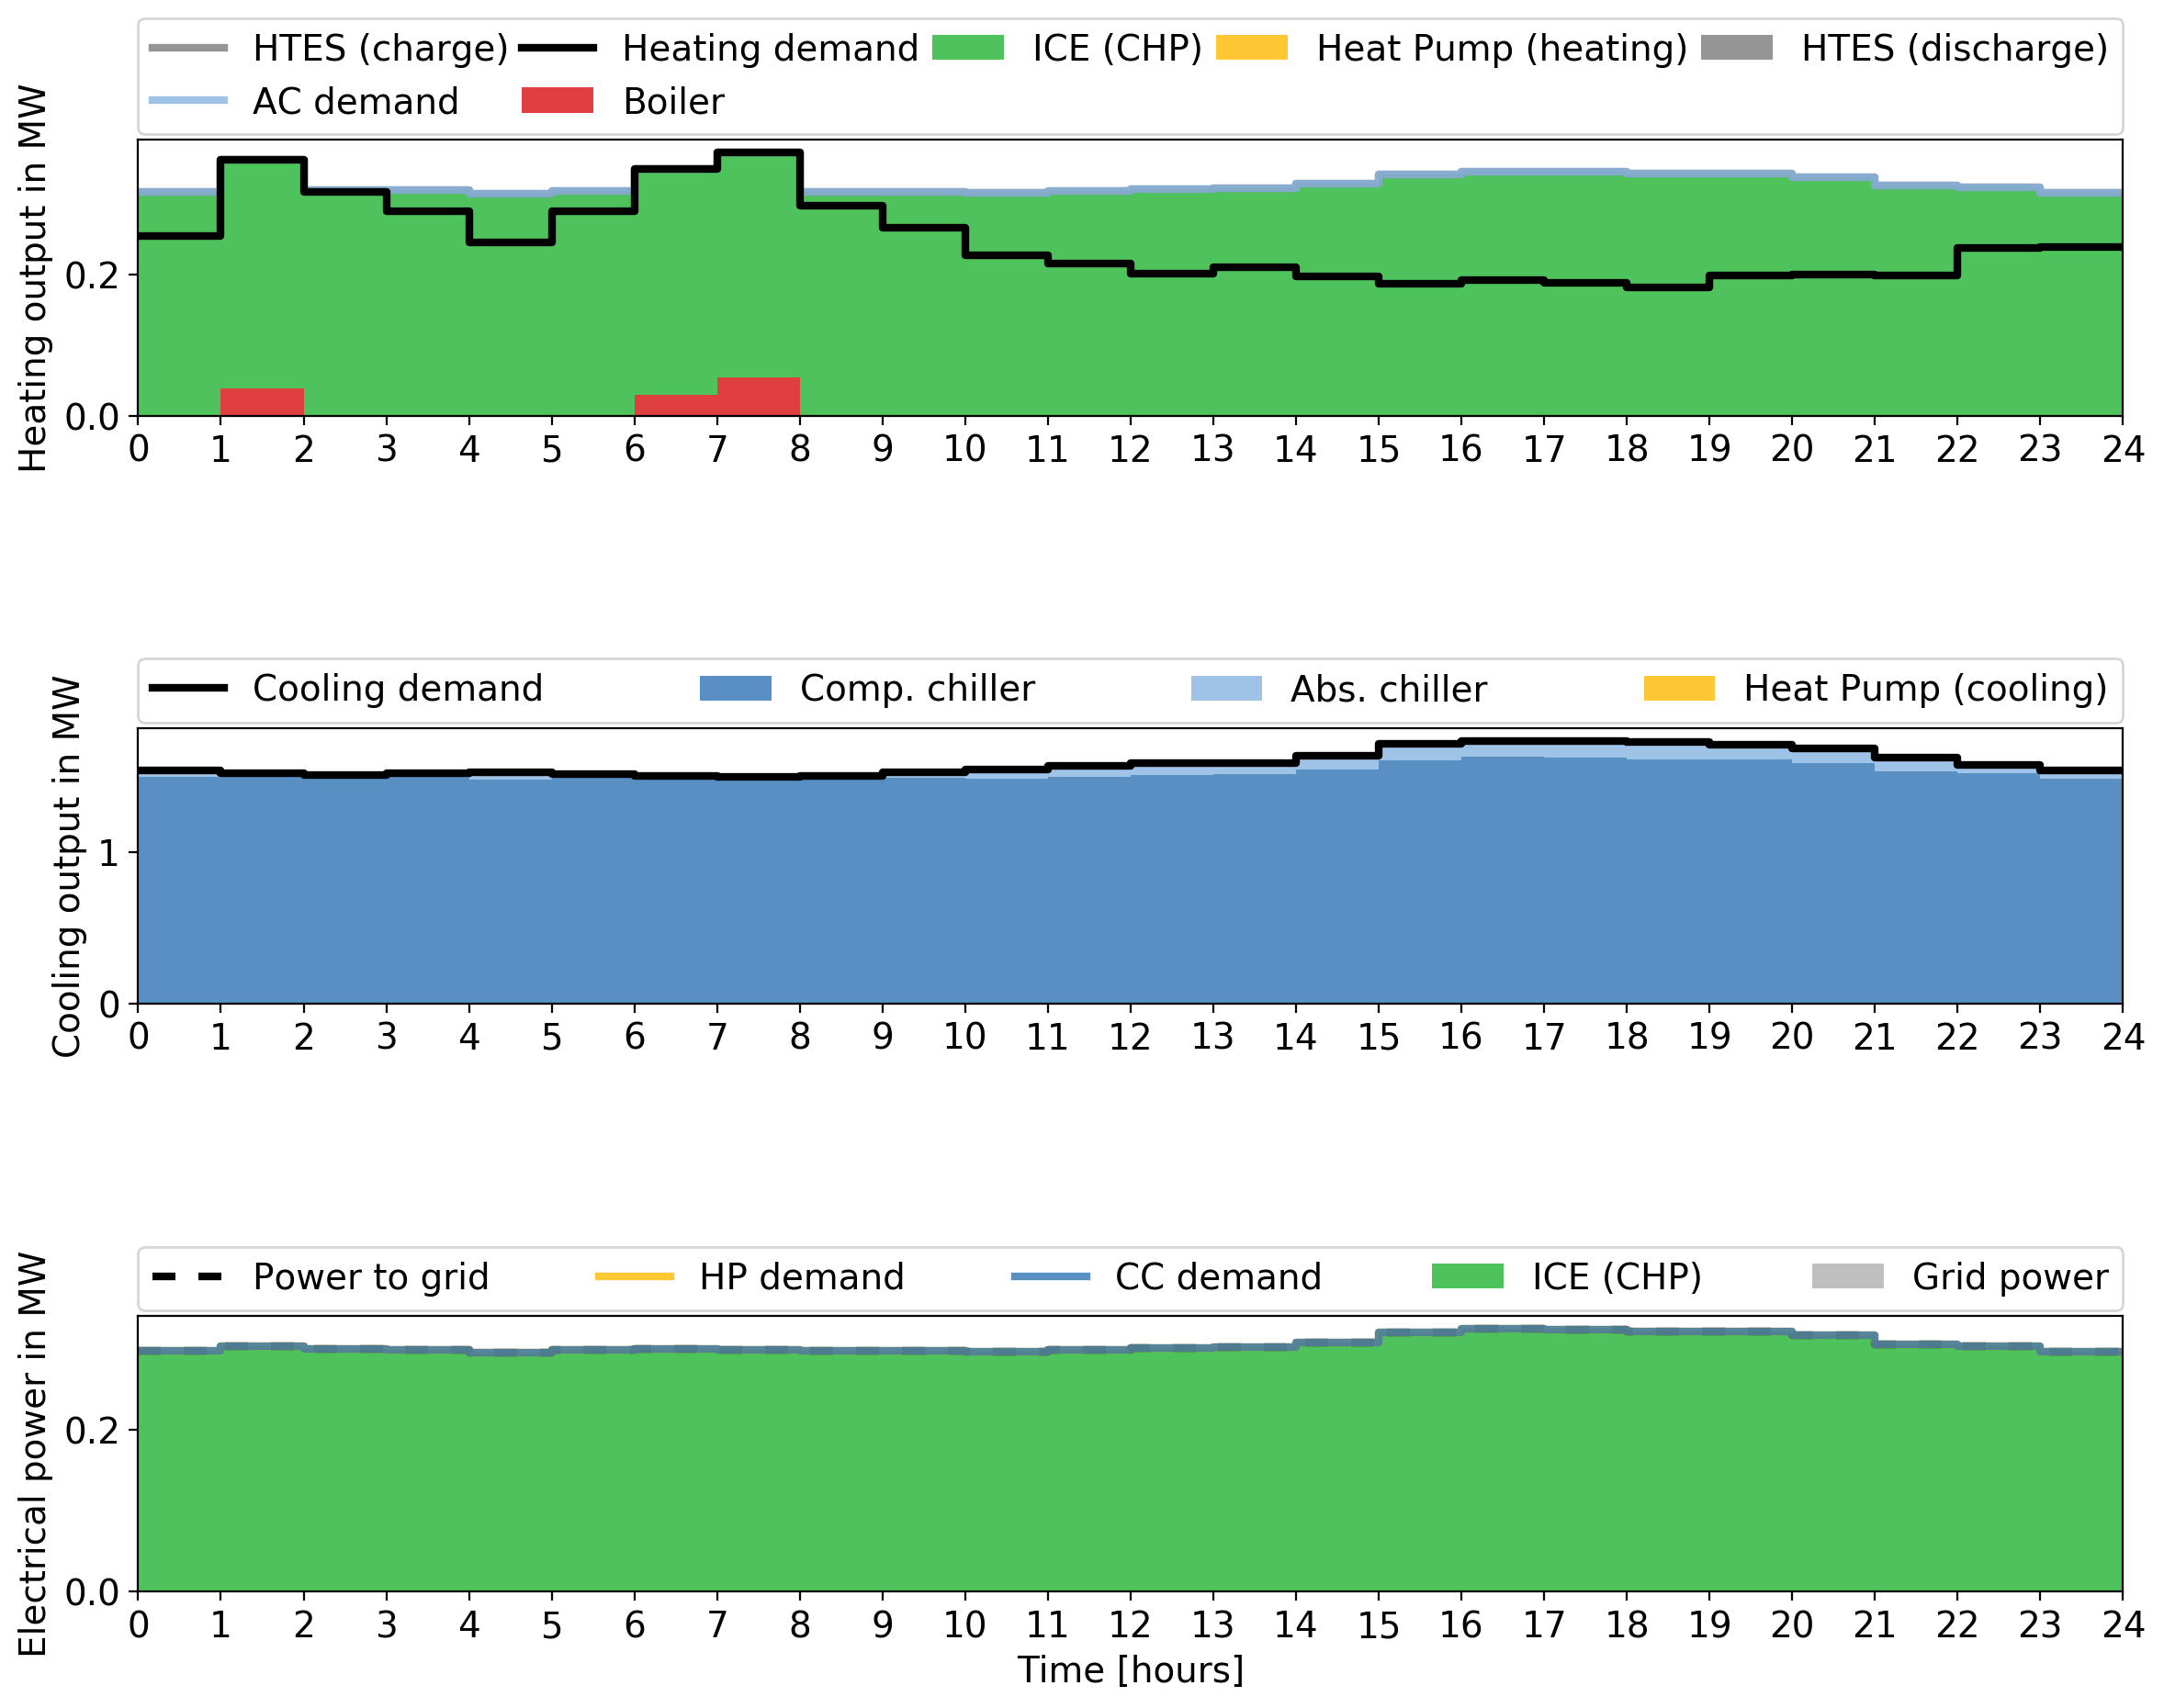 HTES (charge) Heating demand ICE (CHP) Heat Pump (heating) HTES (discharge)
AC demand Boiler
Heating output in MW
0.2
0.0
0 1 2 3 4 5 6 7 8 9 10 11 12 13 14 15 16 17 18 19 20 21 22 23 24
Cooling demand Comp. chiller Abs. chiller Heat Pump (cooling)
Cooling output in MW
1
0
0 1 2 3 4 5 6 7 8 9 10 11 12 13 14 15 16 17 18 19 20 21 22 23 24
Power to grid HP demand CC demand ICE (CHP) Grid power
Electrical power in MW
0.2
0.0
0 1 2 3 4 5 6 7 8 9 10 11 12 13 14 15 16 17 18 19 20 21 22 23 24
Time [hours]